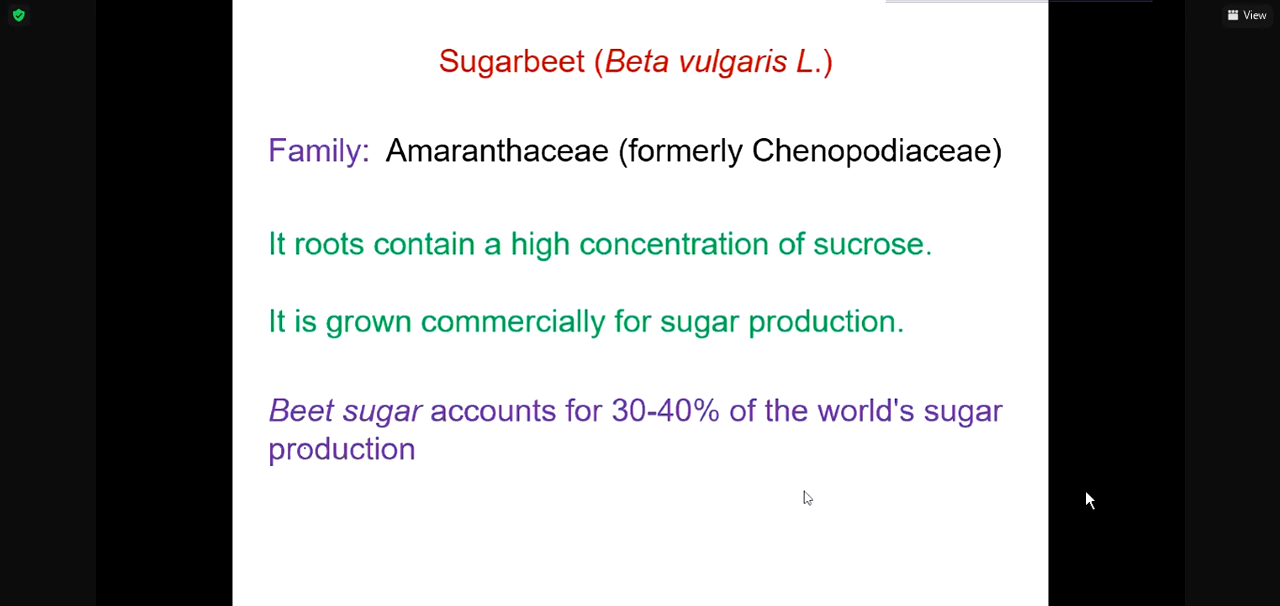 View
Sugarbeet (Beta vulgaris L.)
Family: Amaranthaceae (formerly Chenopodiaceae)
It roots contain a high concentration of sucrose.
It is grown commercially for sugar production.
Beet sugar accounts for 30-40% of the world's sugar
production